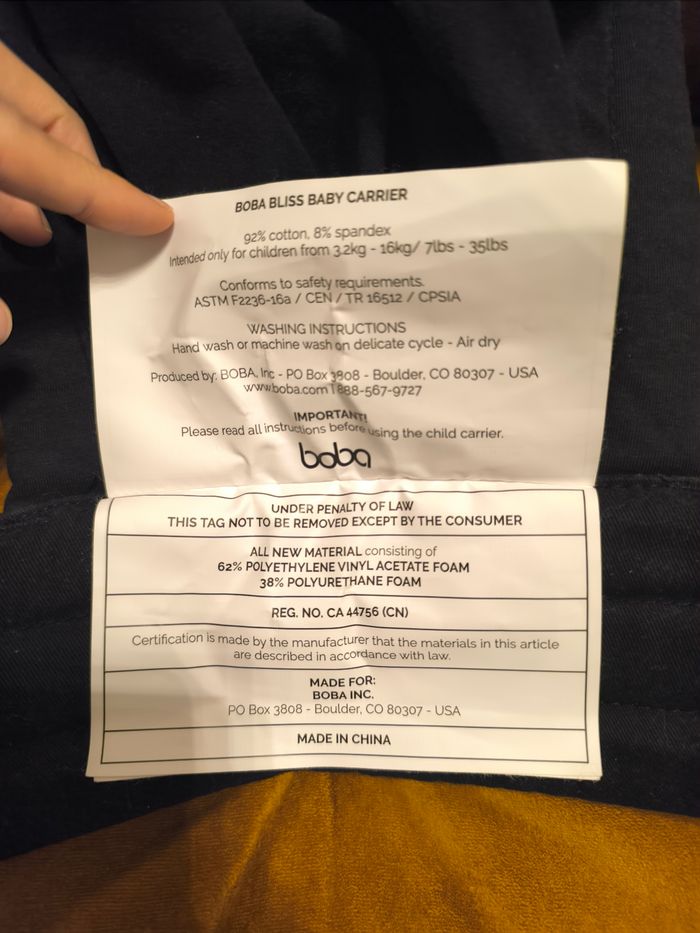 BOBA BLISS BABY CARRIER
92% cotton, 8% spandex
Intended only for children from 3.2kg - 16kg/ 7lbs - 35lbs
Conforms to safety requirements.
ASTM F2236-16a / CEN / TR 16512 / CPSIA
WASHING INSTRUCTIONS
Hand wash or machine wash on delicate cycle - Air dry
Produced by: BOBA, Inc - PO Box 3808 - Boulder, CO 80307 - USA
www.boba.com 1 888-567-9727
IMPORTANT!
Please read all instructions before using the child carrier.
boba
UNDER PENALTY OF LAW
THIS TAG NOT TO BE REMOVED EXCEPT BY THE CONSUMER
ALL NEW MATERIAL consisting of
62% POLYETHYLENE VINYL ACETATE FOAM
38% POLYURETHANE FOAM
REG. NO. CA 44756 (CN)
Certification is made by the manufacturer that the materials in this article
are described in accordance with law.
MADE FOR:
BOBA INC.
PO Box 3808 - Boulder, CO 80307 - USA
MADE IN CHINA